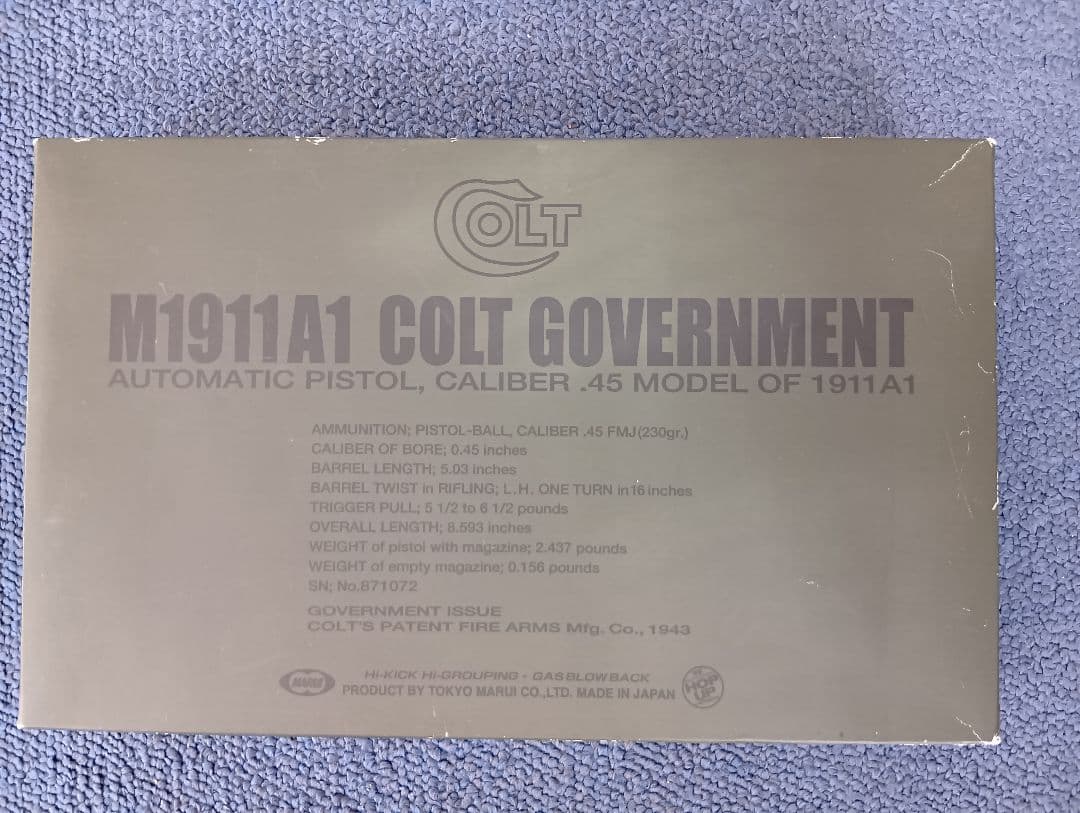 COLT
M1911A1 COLT GOVERNMENT
AUTOMATIC PISTOL, CALIBER .45 MODEL OF 1911A1
AMMUNITION; PISTOL-BALL, CALIBER .45 FMJ(230gr.)
CALIBER OF BORE; 0.45 inches
BARREL LENGTH; 5.03 inches
BARREL TWIST in RIFLING; L.H. ONE TURN in 16 inches
TRIGGER PULL; 5 1/2 to 6 1/2 pounds
OVERALL LENGTH; 8.593 inches
WEIGHT of pistol with magazine; 2.437 pounds
WEIGHT of empty magazine; 0.156 pounds
SN; No.871072
GOVERNMENT ISSUE
COLT'S PATENT FIRE ARMS Mfg. Co., 1943
MARUI
Hi-KICK Hi-GROUPING - GAS BLOW BACK
PRODUCT BY TOKYO MARUI CO.,LTD. MADE IN JAPAN
HOP UP